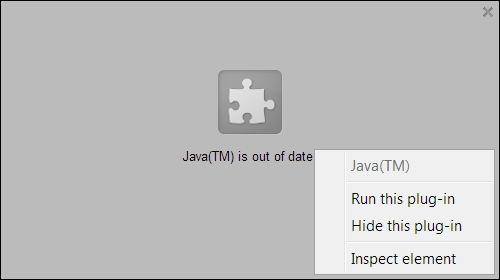 Java(TM) is out of date
Java(TM)
Run this plug-in
Hide this plug-in
Inspect element